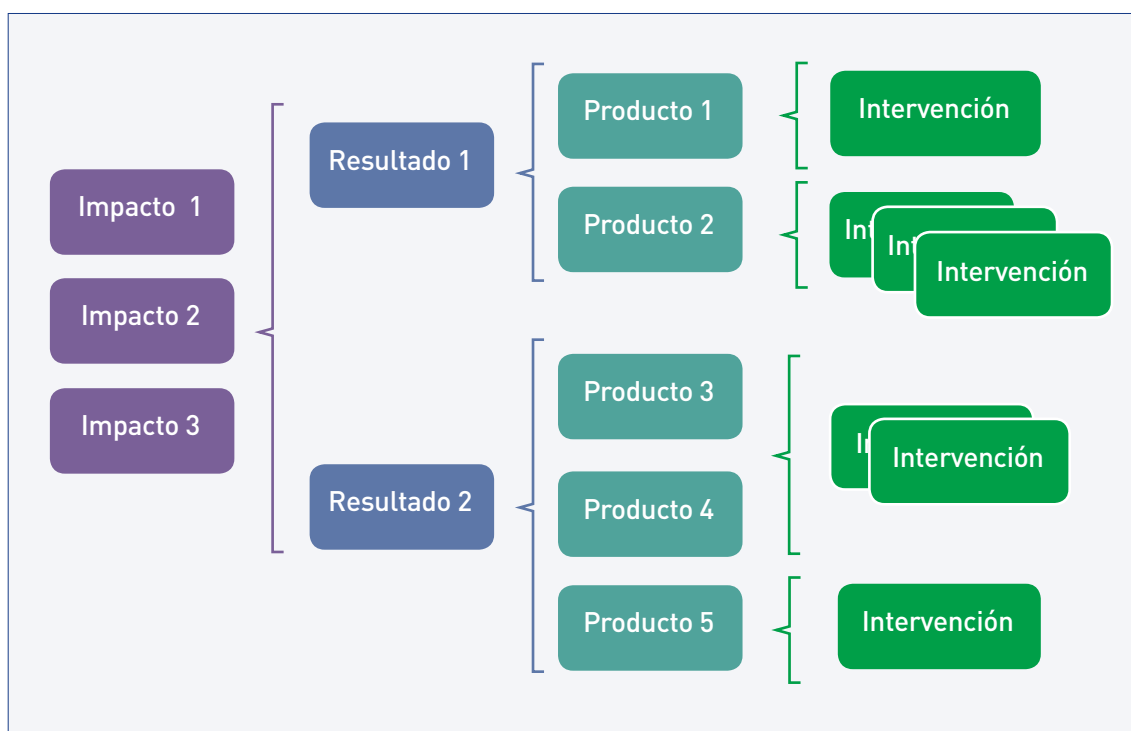 Impacto 1
Impacto 2
Impacto 3
Resultado 1
Resultado 2
Producto 1
Producto 2
Producto 3
Producto 4
Producto 5
Intervención
Intervención
Intervención
Intervención